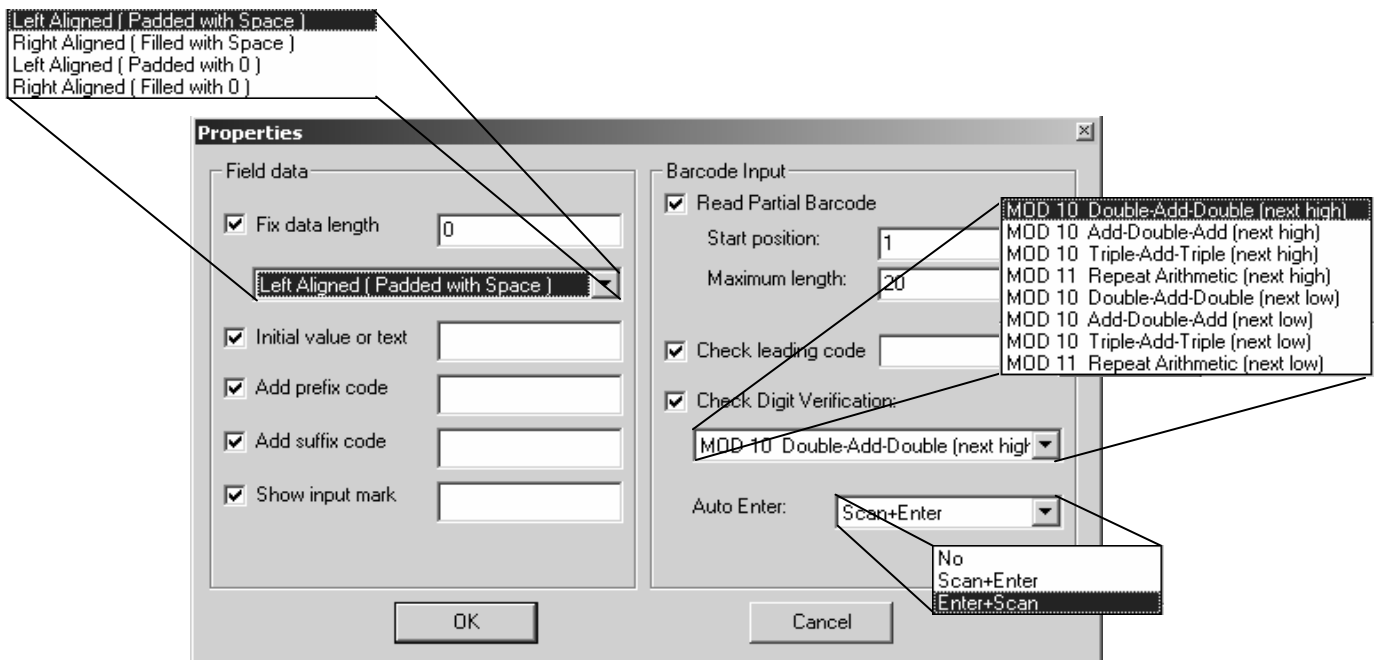 Left Aligned ( Padded with Space )
Right Aligned ( Filled with Space )
Left Aligned ( Padded with 0 )
Right Aligned ( Filled with 0 )
Properties
Field data
Fix data length
0
Left Aligned ( Padded with Space )
Initial value or text
Add prefix code
Add suffix code
Show input mark
Barcode Input
Read Partial Barcode
Start position:
1
Maximum length:
20
Check leading code
Check Digit Verification:
MOD 10 Double-Add-Double (next high
Auto Enter:
Scan+Enter
MOD 10 Double-Add-Double (next high)
MOD 10 Add-Double-Add (next high)
MOD 10 Triple-Add-Triple (next high)
MOD 11 Repeat Arithmetic (next high)
MOD 10 Double-Add-Double (next low)
MOD 10 Add-Double-Add (next low)
MOD 10 Triple-Add-Triple (next low)
MOD 11 Repeat Arithmetic (next low)
No
Scan+Enter
Enter+Scan
OK
Cancel